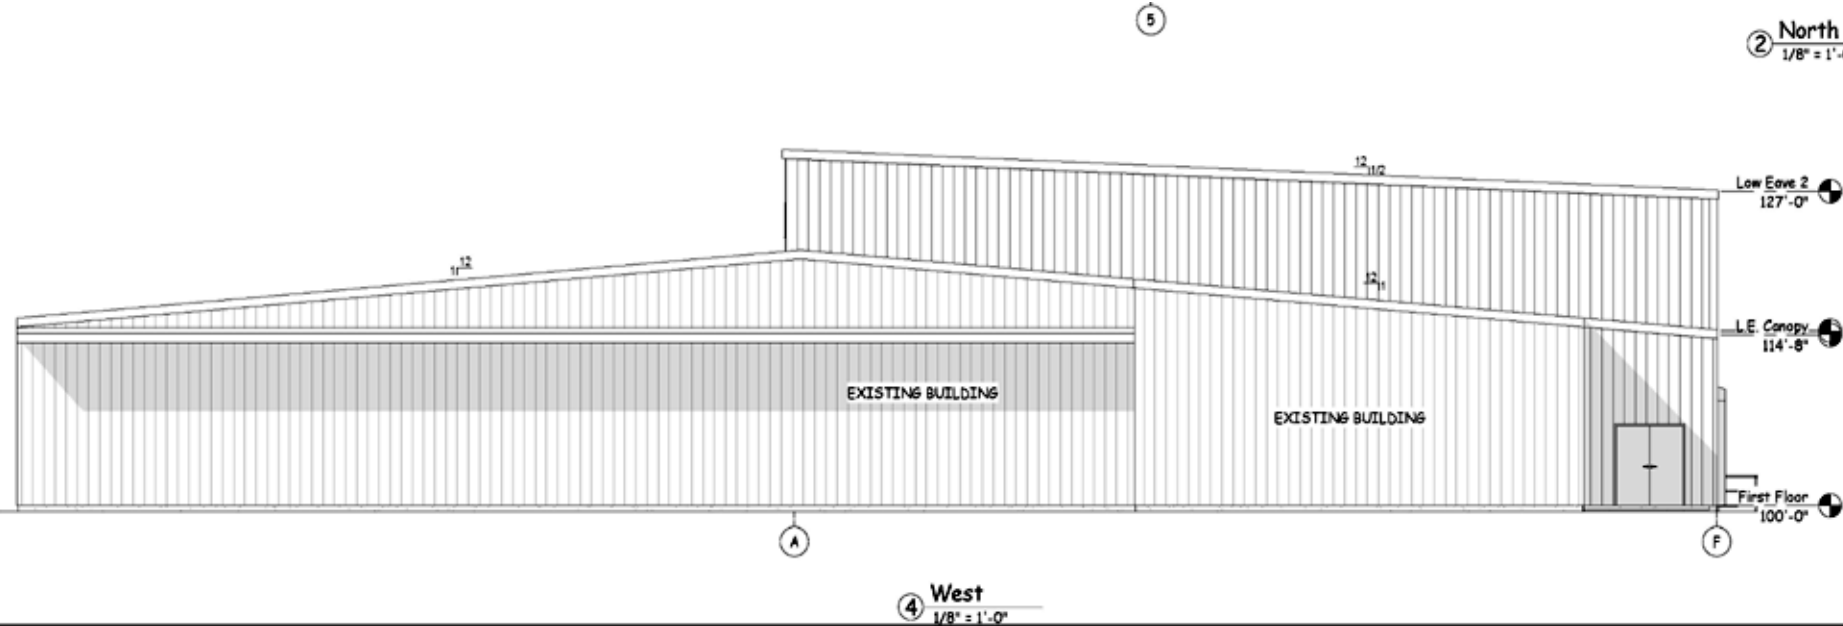 5
2 North
1/8" = 1'-
12
1/2
Low Eave 2
127'-0"
12
1
12
1
L.E. Canopy
114'-8"
EXISTING BUILDING
EXISTING BUILDING
First Floor
100'-0"
A
F
4 West
1/8" = 1'-0"